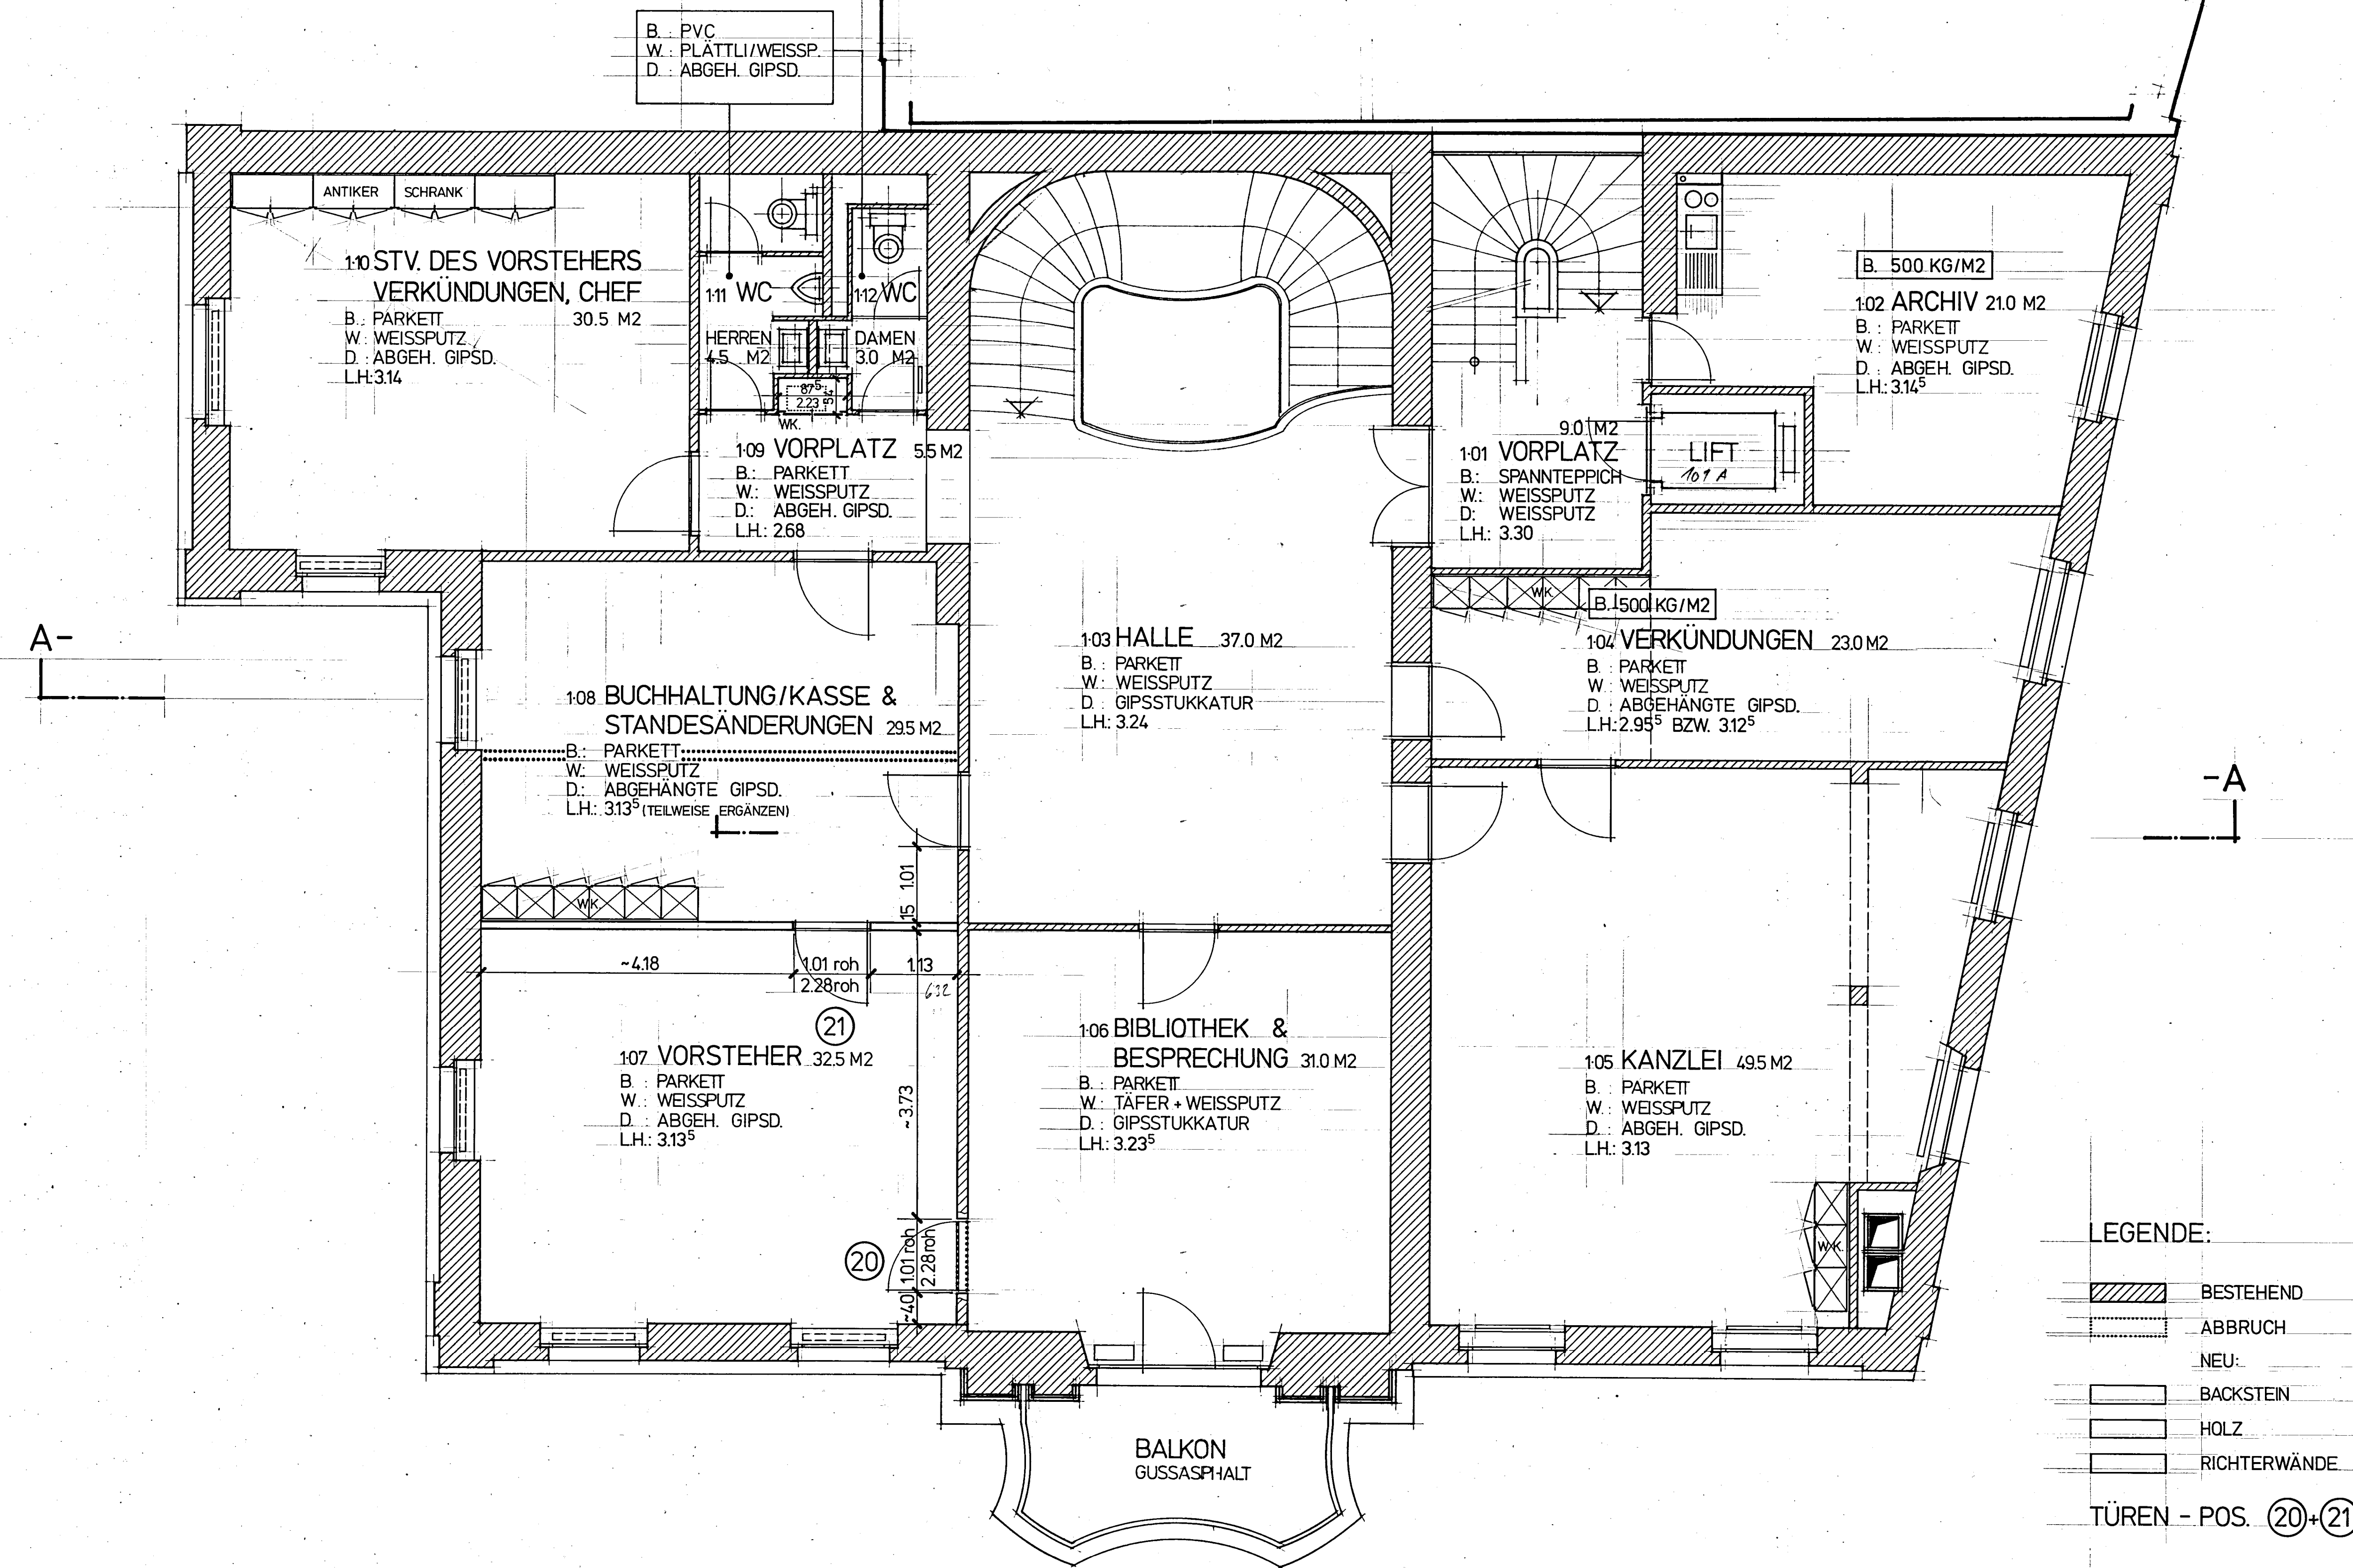 B. : PVC
W. : PLÄTTLI/WEISSP.
D. : ABGEH. GIPSD.
ANTIKER SCHRANK
1·10 STV. DES VORSTEHERS
VERKÜNDUNGEN, CHEF
B. : PARKETT 30.5 M2
W. : WEISSPUTZ
D. : ABGEH. GIPSD.
L.H.: 3.14
1·11 WC
HERREN
4.5 M2
1·12 WC
DAMEN
3.0 M2
87⁵
2.23
WK.
1·09 VORPLATZ 5.5 M2
B.: PARKETT
W.: WEISSPUTZ
D.: ABGEH. GIPSD.
L.H.: 2.68
9.0 M2
1·01 VORPLATZ
B.: SPANNTEPPICH
W.: WEISSPUTZ
D.: WEISSPUTZ
L.H.: 3.30
LIFT
101 A
B. 500 KG/M2
1·02 ARCHIV 21.0 M2
B. : PARKETT
W. : WEISSPUTZ
D. : ABGEH. GIPSD.
L.H.: 3.14⁵
WK.
B. 500 KG/M2
1·04 VERKÜNDUNGEN 23.0 M2
B. : PARKETT
W. : WEISSPUTZ
D. : ABGEHÄNGTE GIPSD.
L.H.: 2.95⁵ BZW. 3.12⁵
1·03 HALLE 37.0 M2
B. : PARKETT
W. : WEISSPUTZ
D. : GIPSSTUKKATUR
L.H.: 3.24
A-
-A
1·08 BUCHHALTUNG/KASSE &
STANDESÄNDERUNGEN 29.5 M2
B.: PARKETT
W.: WEISSPUTZ
D.: ABGEHÄNGTE GIPSD.
L.H.: 3.13⁵ (TEILWEISE ERGÄNZEN)
WK.
1.01
15
~4.18
1.01 roh
2.28 roh
1.13
632
21
1·07 VORSTEHER 32.5 M2
B. : PARKETT
W. : WEISSPUTZ
D. : ABGEH. GIPSD.
L.H.: 3.13⁵
~3.73
20
1.01 roh
2.28 roh
~40
1·06 BIBLIOTHEK &
BESPRECHUNG 31.0 M2
B. : PARKETT
W. : TÄFER + WEISSPUTZ
D. : GIPSSTUKKATUR
L.H.: 3.23⁵
1·05 KANZLEI 49.5 M2
B. : PARKETT
W. : WEISSPUTZ
D. : ABGEH. GIPSD.
L.H.: 3.13
W.K.
BALKON
GUSSASPHALT
LEGENDE:
BESTEHEND
ABBRUCH
NEU:
BACKSTEIN
HOLZ
RICHTERWÄNDE
TÜREN - POS. 20+21